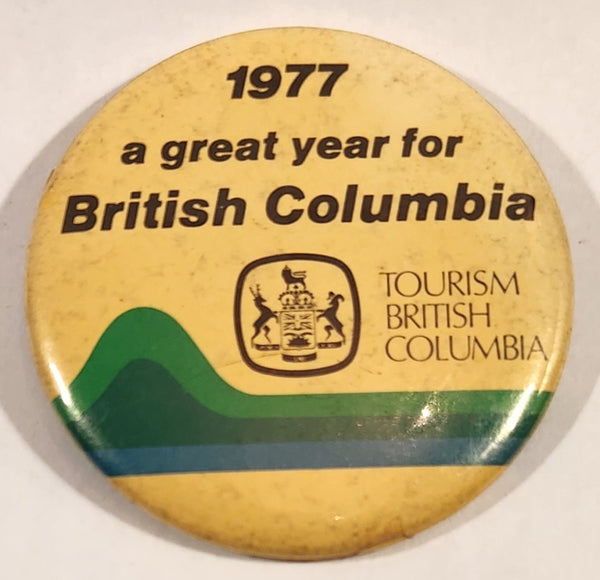 1977
a great year for
British Columbia
TOURISM
BRITISH
COLUMBIA